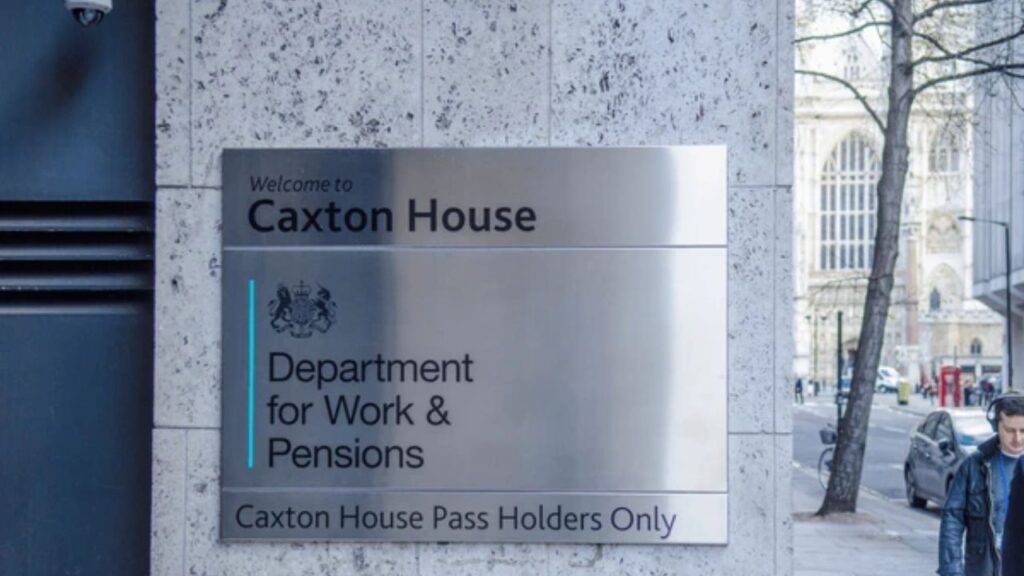 Welcome to
Caxton House
Department
for Work &
Pensions
Caxton House Pass Holders Only